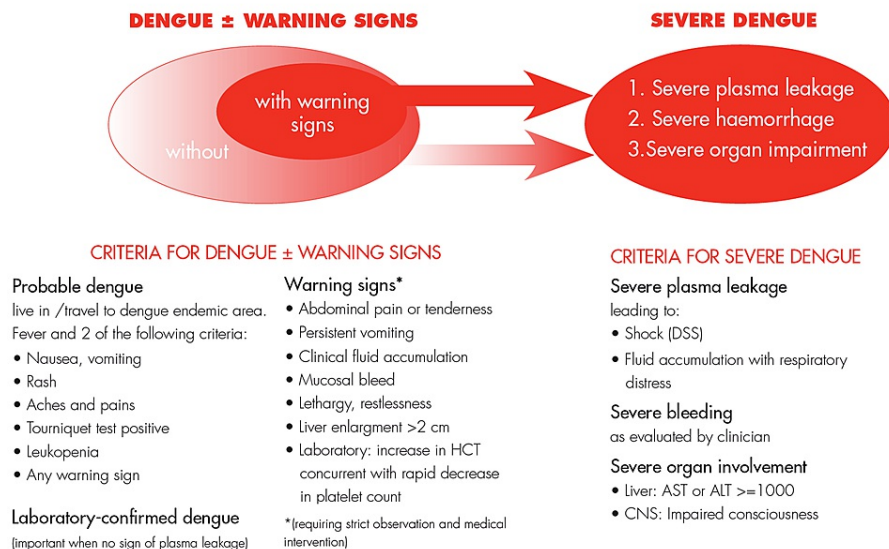 DENGUE ± WARNING SIGNS
SEVERE DENGUE
with warning
signs
without
1. Severe plasma leakage
2. Severe haemorrhage
3.Severe organ impairment
CRITERIA FOR DENGUE ± WARNING SIGNS
Probable dengue
live in /travel to dengue endemic area.
Fever and 2 of the following criteria:
• Nausea, vomiting
• Rash
• Aches and pains
• Tourniquet test positive
• Leukopenia
• Any warning sign
Laboratory-confirmed dengue
(important when no sign of plasma leakage)
Warning signs*
• Abdominal pain or tenderness
• Persistent vomiting
• Clinical fluid accumulation
• Mucosal bleed
• Lethargy, restlessness
• Liver enlargment >2 cm
• Laboratory: increase in HCT
concurrent with rapid decrease
in platelet count
*(requiring strict observation and medical
intervention)
CRITERIA FOR SEVERE DENGUE
Severe plasma leakage
leading to:
• Shock (DSS)
• Fluid accumulation with respiratory
distress
Severe bleeding
as evaluated by clinician
Severe organ involvement
• Liver: AST or ALT >=1000
• CNS: Impaired consciousness